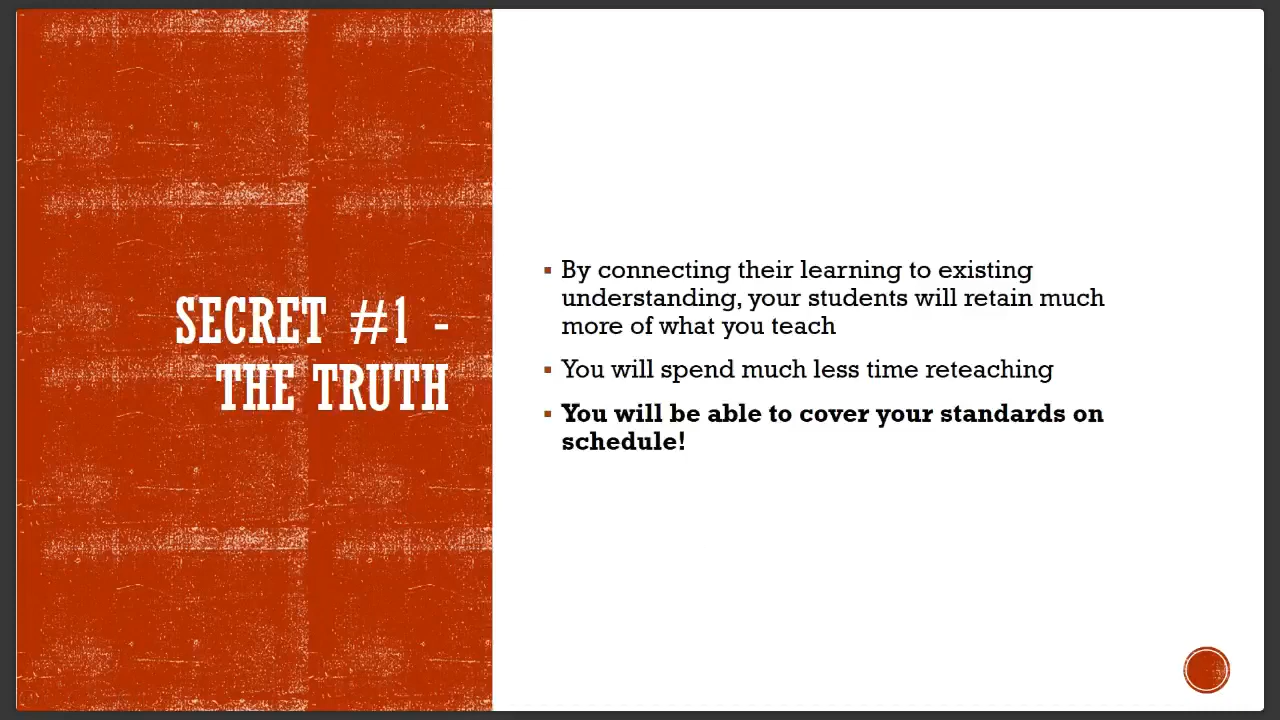 SECRET #1 -
THE TRUTH
By connecting their learning to existing
understanding, your students will retain much
more of what you teach
You will spend much less time reteaching
You will be able to cover your standards on
schedule!